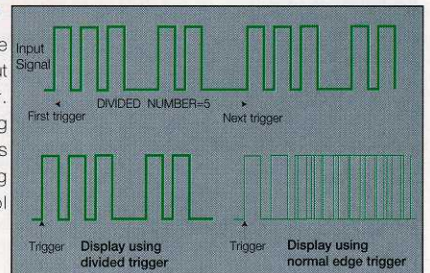 Input
Signal
DIVIDED NUMBER=5
First trigger
Next trigger
Trigger
Display using
divided trigger
Trigger
Display using
normal edge trigger